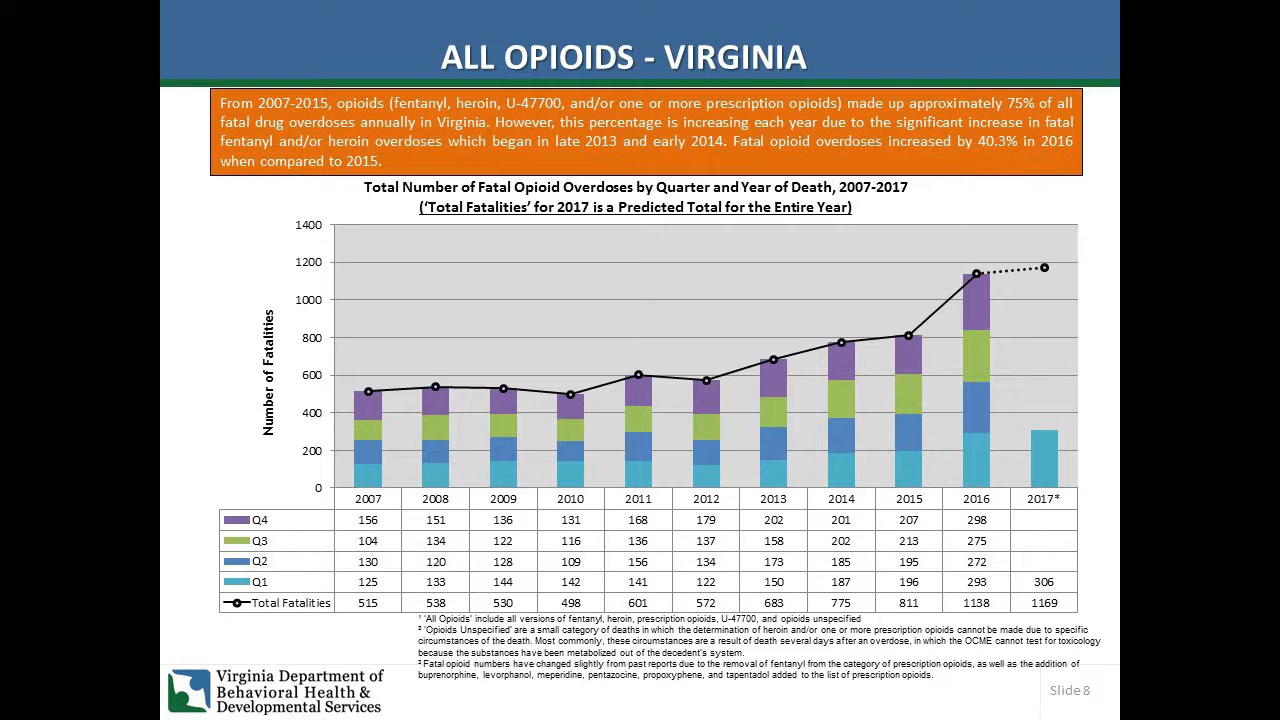 ALL OPIOIDS - VIRGINIA
From 2007-2015, opioids (fentanyl, heroin, U-47700, and/or one or more prescription opioids) made up approximately 75% of all
fatal drug overdoses annually in Virginia. However, this percentage is increasing each year due to the significant increase in fatal
fentanyl and/or heroin overdoses which began in late 2013 and early 2014. Fatal opioid overdoses increased by 40.3% in 2016
when compared to 2015.
Total Number of Fatal Opioid Overdoses by Quarter and Year of Death, 2007-2017
('Total Fatalities' for 2017 is a Predicted Total for the Entire Year)
Number of Fatalities
1400
1200
1000
800
600
400
200
0
2007 2008 2009 2010 2011 2012 2013 2014 2015 2016 2017*
Q4 156 151 136 131 168 179 202 201 207 298
Q3 104 134 122 116 136 137 158 202 213 275
Q2 130 120 128 109 156 134 173 185 195 272
Q1 125 133 144 142 141 122 150 187 196 293 306
Total Fatalities 515 538 530 498 601 572 683 775 811 1138 1169
¹ 'All Opioids' include all versions of fentanyl, heroin, prescription opioids, U-47700, and opioids unspecified
² 'Opioids Unspecified' are a small category of deaths in which the determination of heroin and/or one or more prescription opioids cannot be made due to specific
circumstances of the death. Most commonly, these circumstances are a result of death several days after an overdose, in which the OCME cannot test for toxicology
because the substances have been metabolized out of the decedent's system.
³ Fatal opioid numbers have changed slightly from past reports due to the removal of fentanyl from the category of prescription opioids, as well as the addition of
buprenorphine, levorphanol, meperidine, pentazocine, propoxyphene, and tapentadol added to the list of prescription opioids.
Virginia Department of
Behavioral Health &
Developmental Services
Slide 8